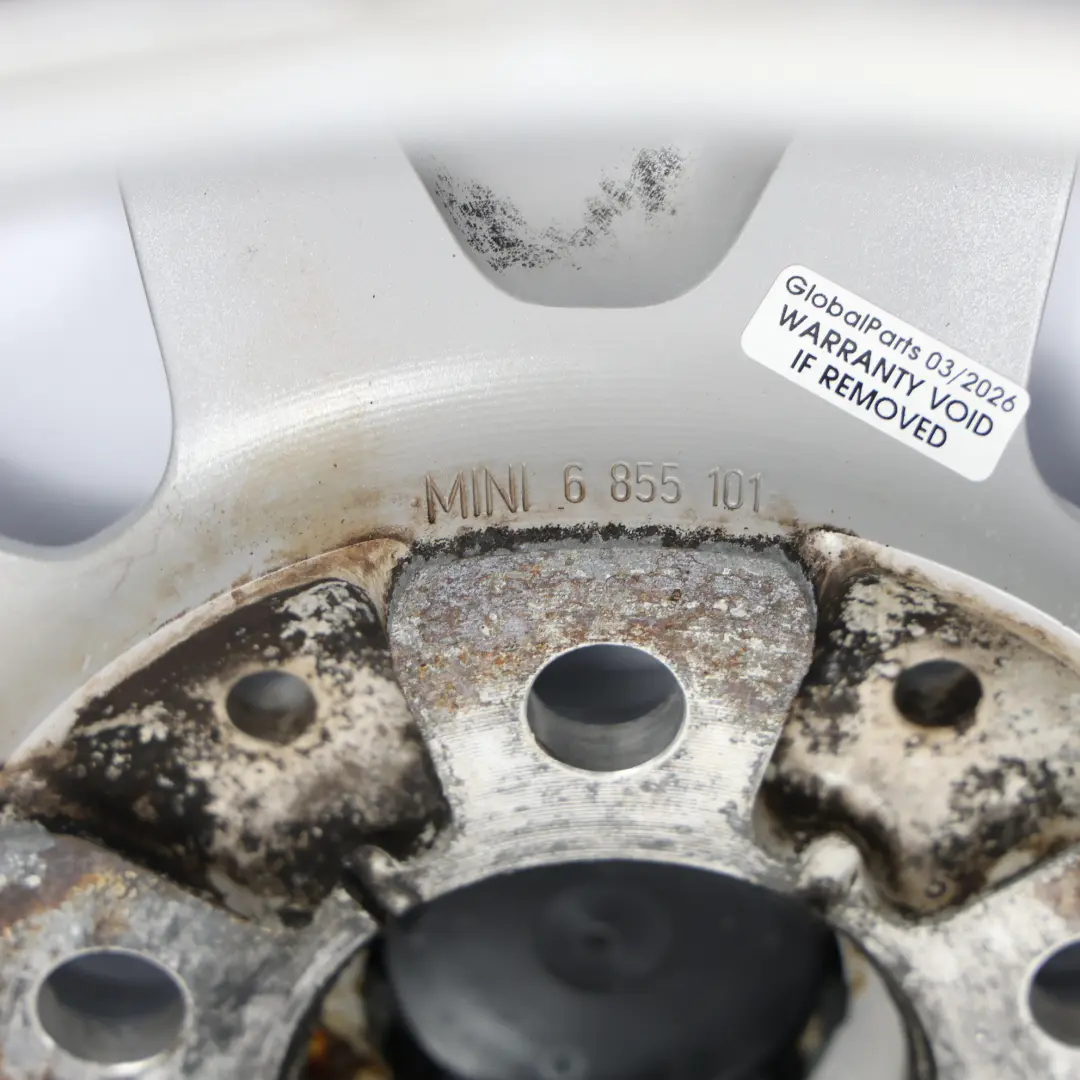 GlobalParts 03/2026
WARRANTY VOID
IF REMOVED
MINI 6 855 101